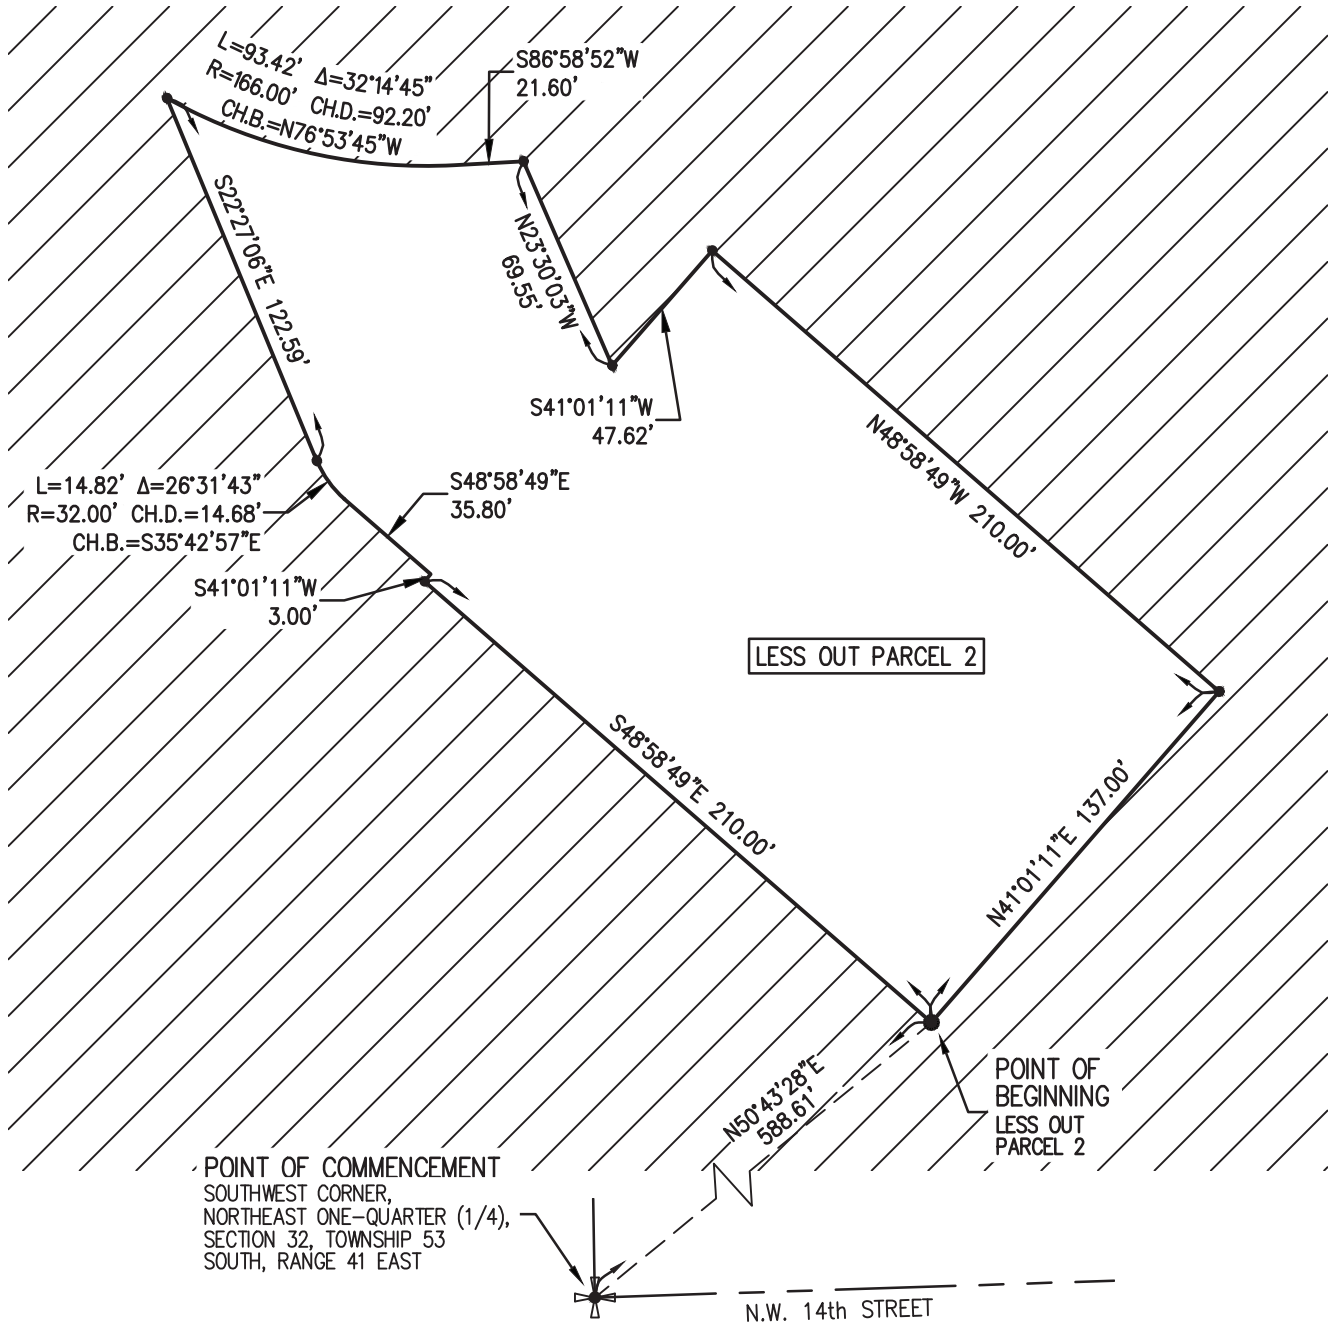 L=93.42' Δ=32°14'45"
R=166.00' CH.D.=92.20'
CH.B.=N76°53'45"W
S86°58'52"W
21.60'
S22°27'06"E 122.59'
N23°30'03"W
69.55'
S41°01'11"W
47.62'
N48°58'49"W 210.00'
L=14.82' Δ=26°31'43"
R=32.00' CH.D.=14.68'
CH.B.=S35°42'57"E
S48°58'49"E
35.80'
S41°01'11"W
3.00'
LESS OUT PARCEL 2
S48°58'49"E 210.00'
N41°01'11"E 137.00'
N50°43'28"E
588.61'
POINT OF
BEGINNING
LESS OUT
PARCEL 2
POINT OF COMMENCEMENT
SOUTHWEST CORNER,
NORTHEAST ONE-QUARTER (1/4),
SECTION 32, TOWNSHIP 53
SOUTH, RANGE 41 EAST
N.W. 14th STREET